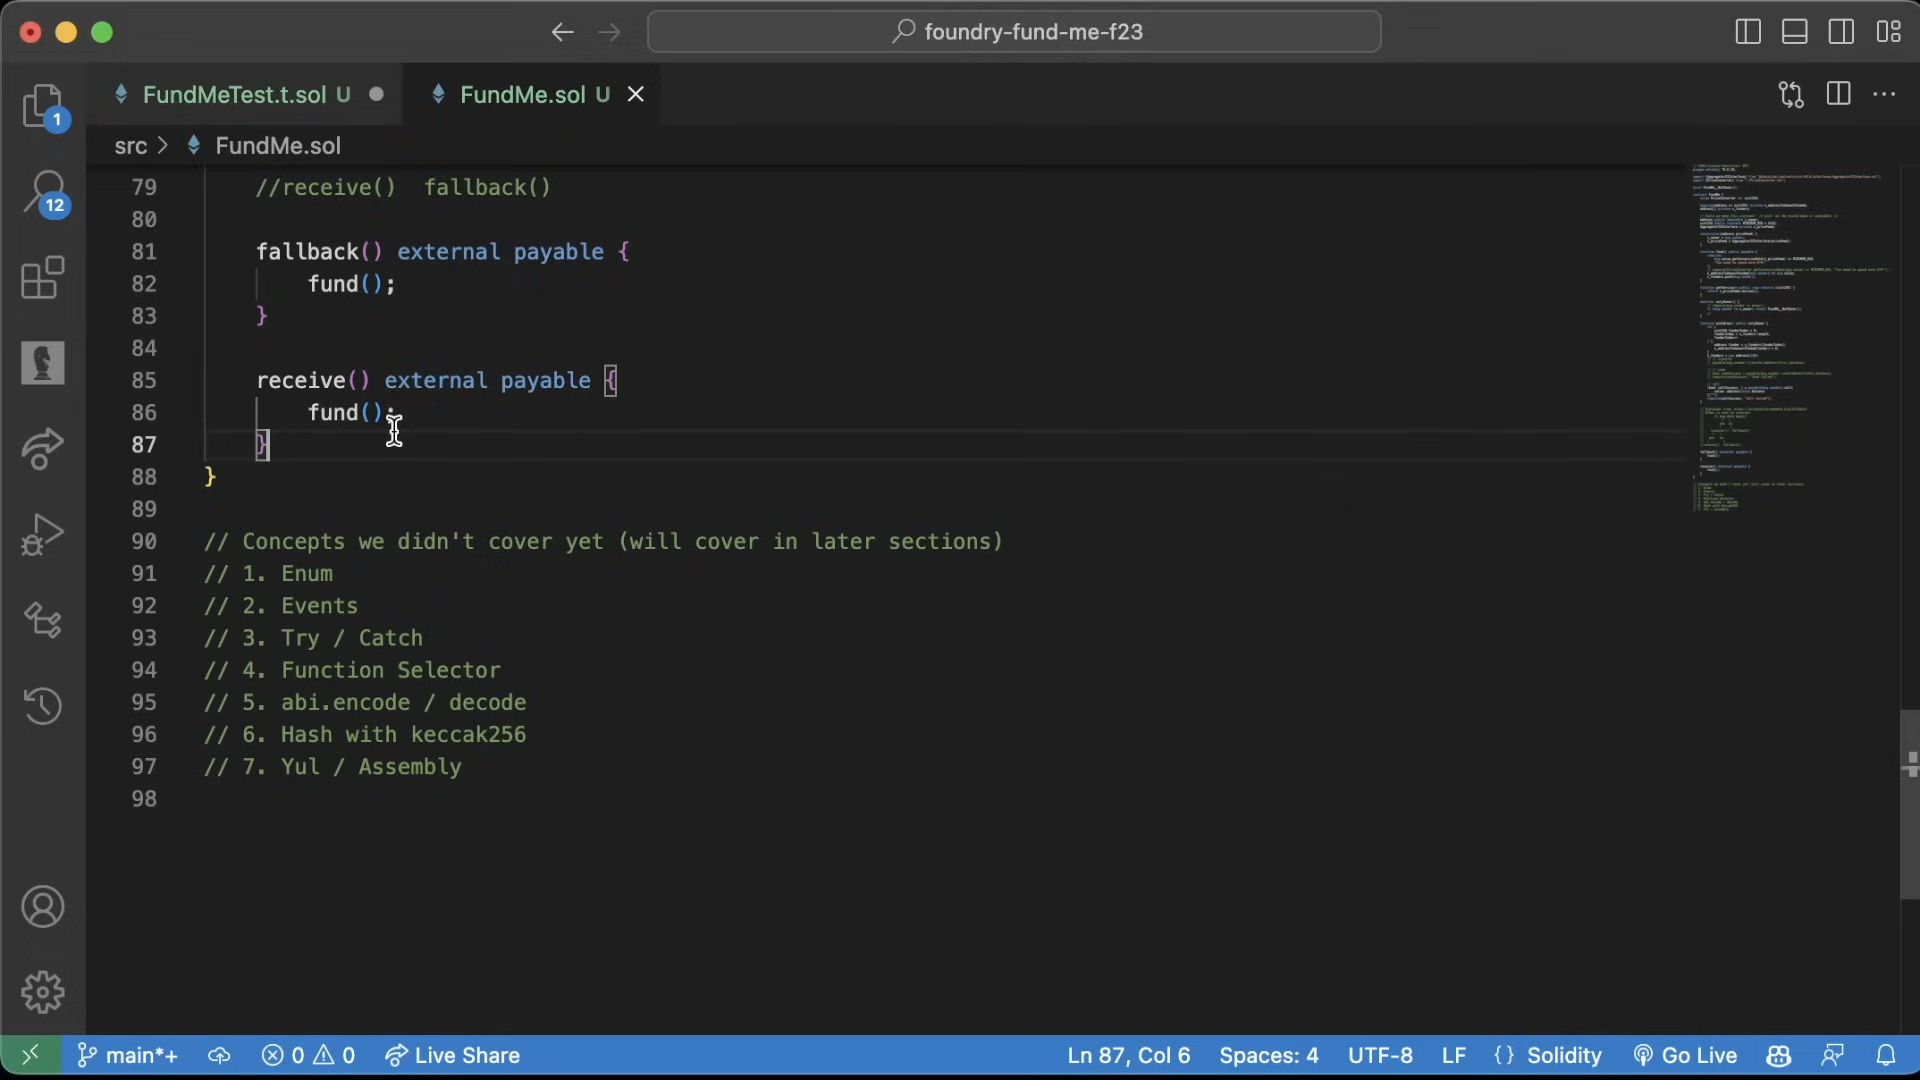 foundry-fund-me-f23
FundMeTest.t.sol U
FundMe.sol U
src > FundMe.sol
1
12
79 //receive()  fallback()
80
81 fallback() external payable {
82 fund();
83 }
84
85 receive() external payable {
86 fund();
87 }
88 }
89
90 // Concepts we didn't cover yet (will cover in later sections)
91 // 1. Enum
92 // 2. Events
93 // 3. Try / Catch
94 // 4. Function Selector
95 // 5. abi.encode / decode
96 // 6. Hash with keccak256
97 // 7. Yul / Assembly
98
main*+ 0 0 Live Share Ln 87, Col 6 Spaces: 4 UTF-8 LF {} Solidity Go Live